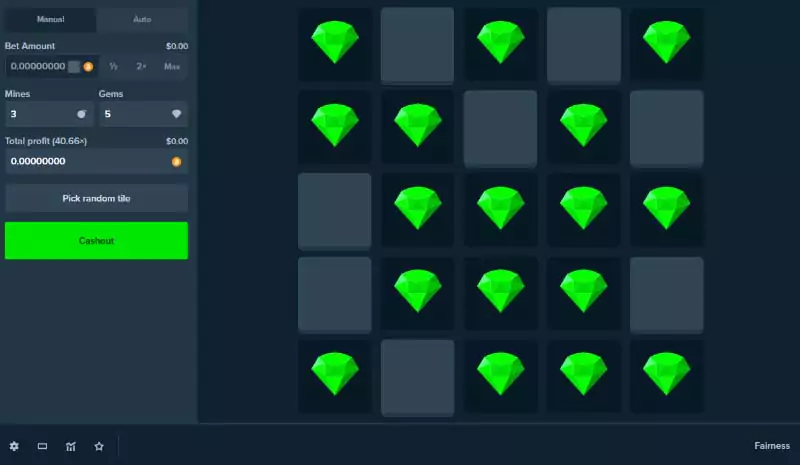 Manual Auto
Bet Amount $0.00
0.00000000 ½ 2× Max
Mines Gems
3 5
Total profit (40.66×) $0.00
0.00000000
Pick random tile
Cashout
Fairness